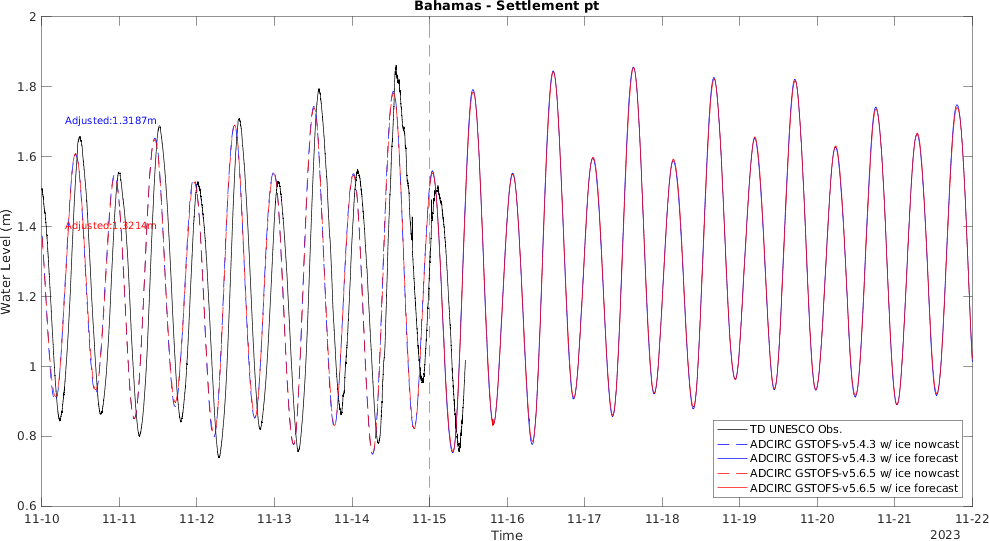 Bahamas - Settlement pt
2
1.8
1.6
1.4
1.2
1
0.8
0.6
Water Level (m)
Adjusted:1.3187m
Adjusted:1.3214m
TD UNESCO Obs.
ADCIRC GSTOFS-v5.4.3 w/ ice nowcast
ADCIRC GSTOFS-v5.4.3 w/ ice forecast
ADCIRC GSTOFS-v5.6.5 w/ ice nowcast
ADCIRC GSTOFS-v5.6.5 w/ ice forecast
11-10 11-11 11-12 11-13 11-14 11-15 11-16 11-17 11-18 11-19 11-20 11-21 11-22
Time
2023